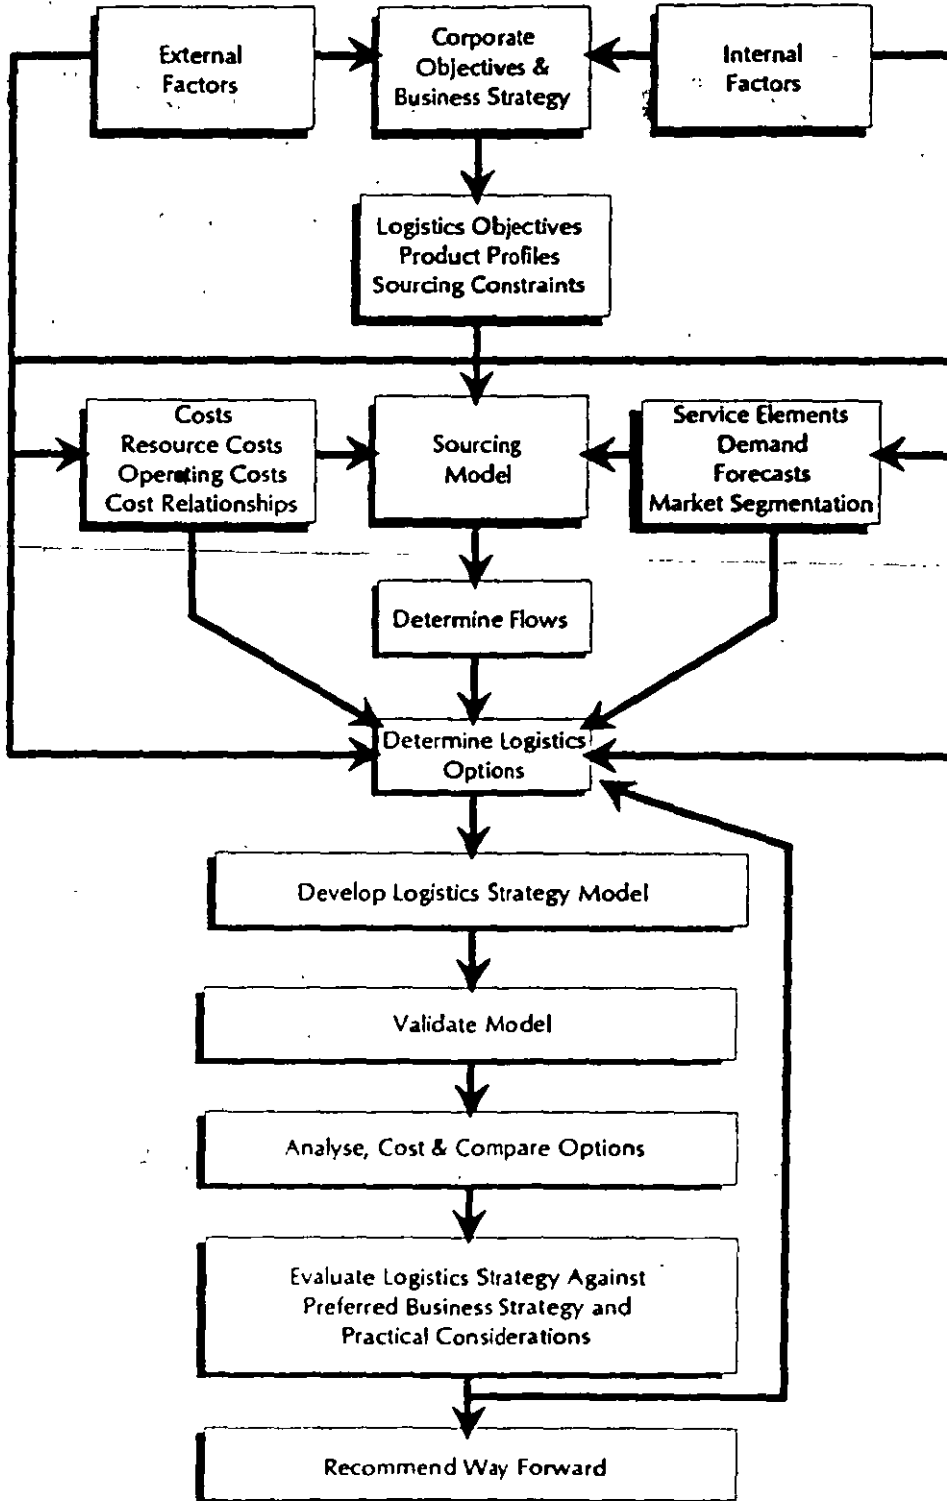 External
Factors
Corporate
Objectives &
Business Strategy
Internal
Factors
Logistics Objectives
Product Profiles
Sourcing Constraints
Costs
Resource Costs
Operating Costs
Cost Relationships
Sourcing
Model
Service Elements
Demand
Forecasts
Market Segmentation
Determine Flows
Determine Logistics
Options
Develop Logistics Strategy Model
Validate Model
Analyse, Cost & Compare Options
Evaluate Logistics Strategy Against
Preferred Business Strategy and
Practical Considerations
Recommend Way Forward